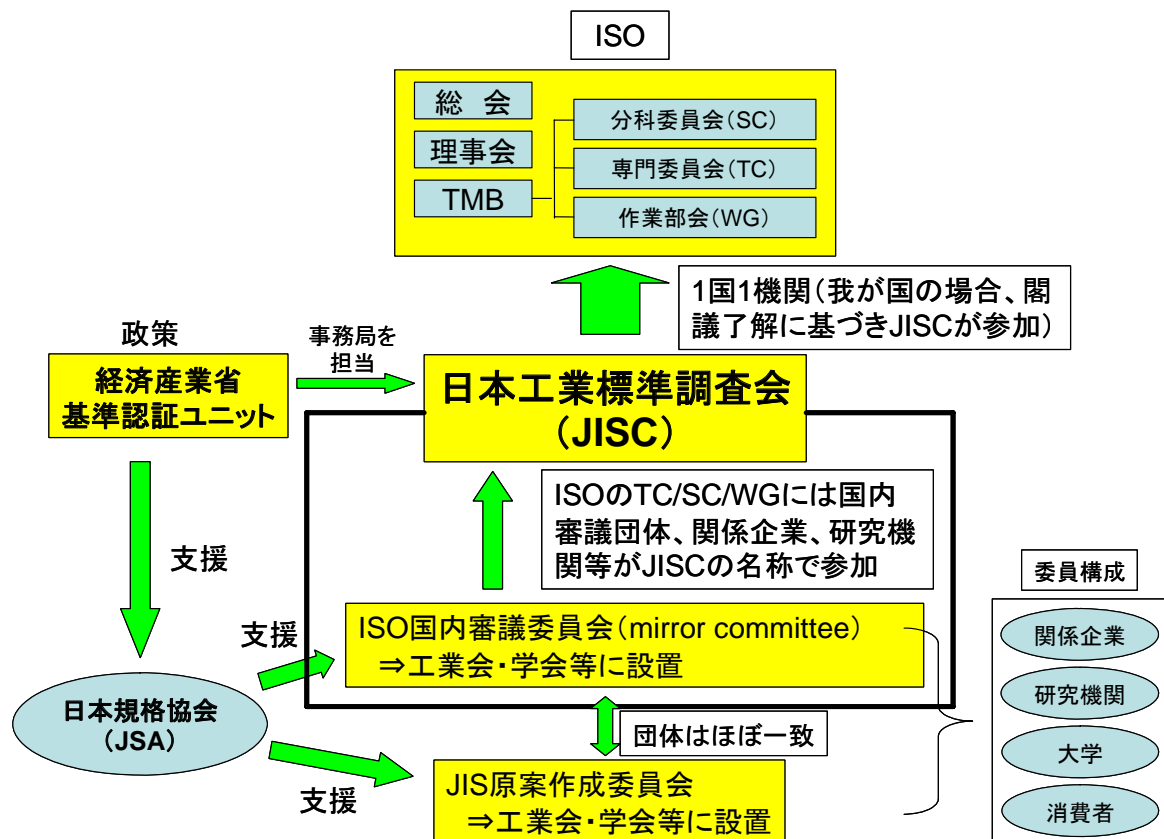 ISO
総 会
理事会
TMB
分科委員会（SC）
専門委員会（TC）
作業部会（WG）
1国1機関（我が国の場合、閣
議了解に基づきJISCが参加）
政策
事務局を
担当
経済産業省
基準認証ユニット
日本工業標準調査会
（JISC）
ISOのTC/SC/WGには国内
審議団体、関係企業、研究機
関等がJISCの名称で参加
支援
支援
ISO国内審議委員会（mirror committee）
⇒工業会・学会等に設置
日本規格協会
（JSA）
団体はほぼ一致
支援
JIS原案作成委員会
⇒工業会・学会等に設置
委員構成
関係企業
研究機関
大学
消費者